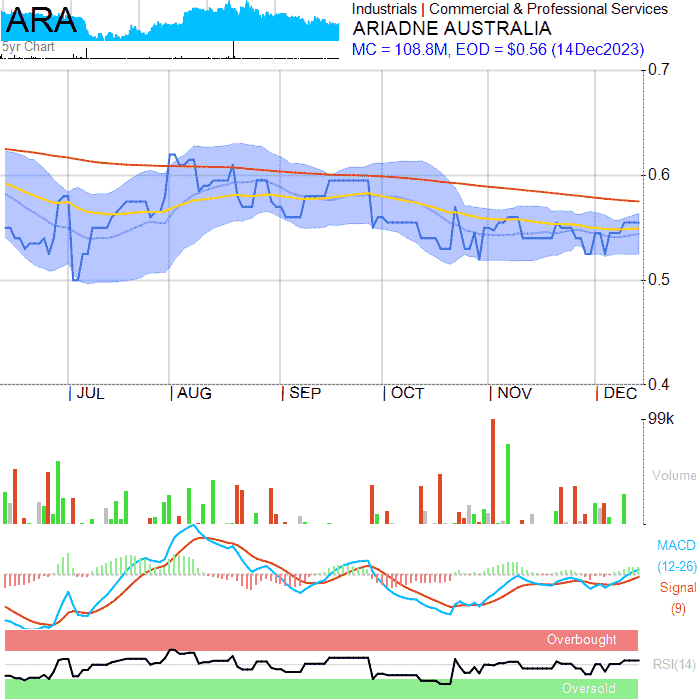 ARA
5yr Chart
Industrials | Commercial & Professional Services
ARIADNE AUSTRALIA
MC = 108.8M, EOD = $0.56 (14Dec2023)
0.7
0.6
0.5
0.4
JUL AUG SEP OCT NOV DEC
99k
Volume
MACD
(12-26)
Signal
(9)
Overbought
RSI(14)
Oversold